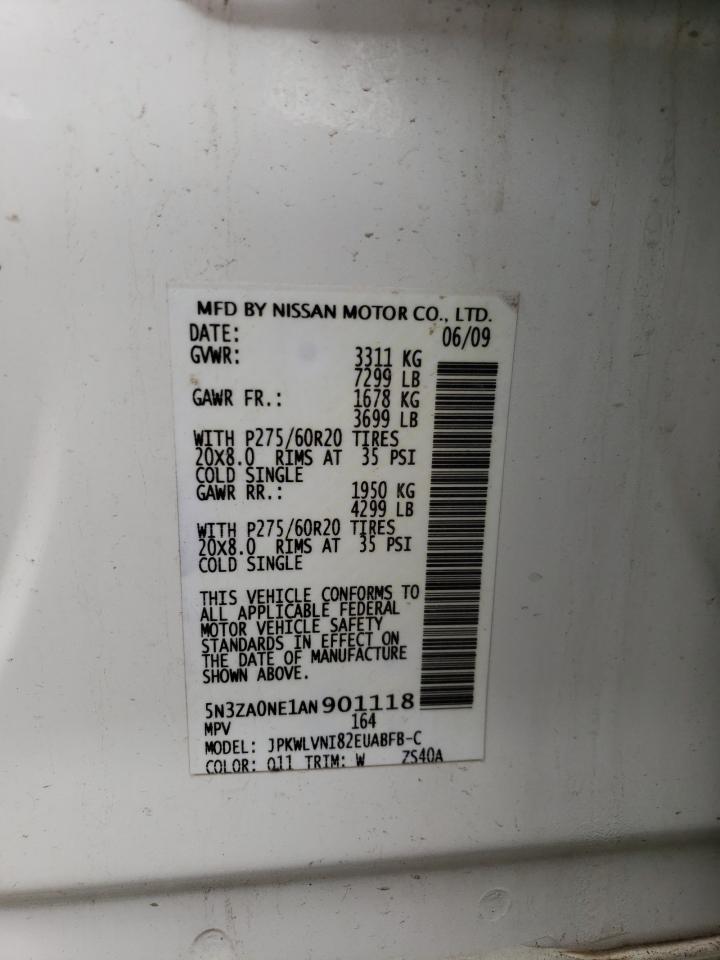 MFD BY NISSAN MOTOR CO., LTD.
DATE: 06/09
GVWR: 3311 KG
7299 LB
GAWR FR.: 1678 KG
3699 LB
WITH P275/60R20 TIRES
20X8.0 RIMS AT 35 PSI
COLD SINGLE
GAWR RR.: 1950 KG
4299 LB
WITH P275/60R20 TIRES
20X8.0 RIMS AT 35 PSI
COLD SINGLE
THIS VEHICLE CONFORMS TO
ALL APPLICABLE FEDERAL
MOTOR VEHICLE SAFETY
STANDARDS IN EFFECT ON
THE DATE OF MANUFACTURE
SHOWN ABOVE.
5N3ZA0NE1AN901118
MPV 164
MODEL: JPKWLVNI82EUABFB-C
COLOR: Q11 TRIM: W ZS40A